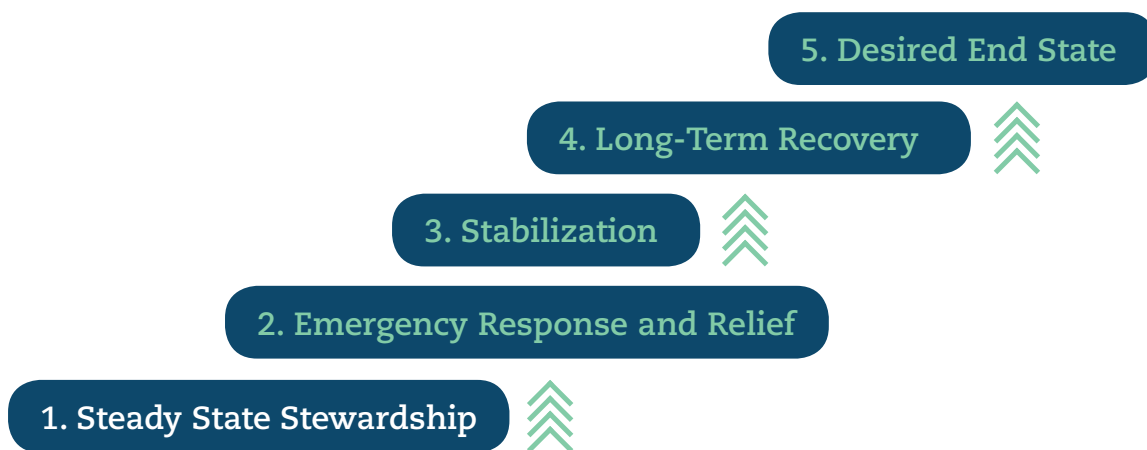 5. Desired End State
4. Long-Term Recovery
3. Stabilization
2. Emergency Response and Relief
1. Steady State Stewardship